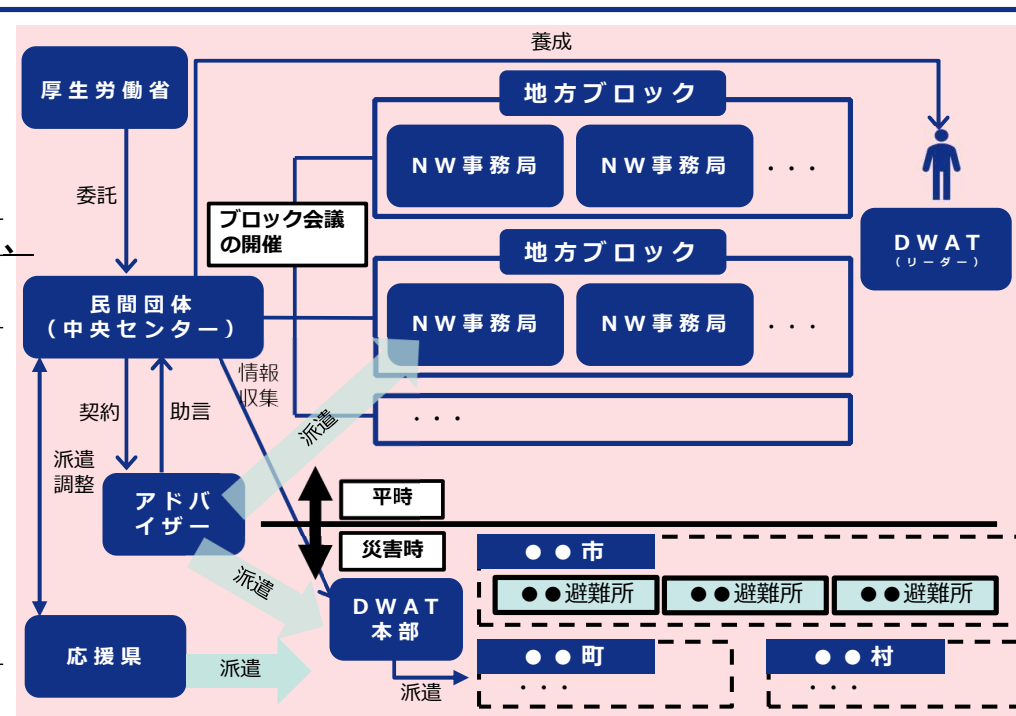 養成
厚生労働省
地方ブロック
NW事務局
NW事務局
・・・
委託
ブロック会議
の開催
DWAT
(リーダー)
、
地方ブロック
民間団体
(中央センター)
NW事務局
NW事務局
・・・
情報
収集
契約
助言
派遣
・・・
派遣
調整
アドバ
イザー
平時
災害時
●●市
●●避難所
●●避難所
●●避難所
派遣
DWAT
本部
応援県
派遣
派遣
●●町
・・・
●●村
・・・